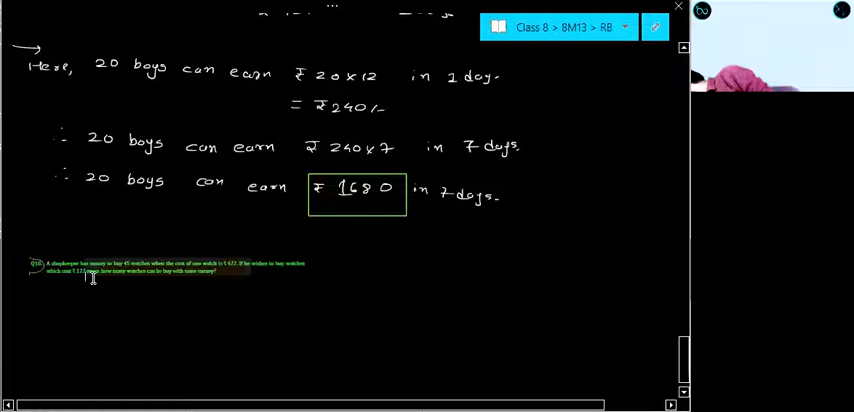 Class 8 > 8M13 > RB
Here, 20 boys can earn ₹ 20×12 in 1 day.
= ₹ 240/-
∴ 20 boys can earn ₹ 240×7 in 7 days.
∴ 20 boys can earn ₹ 1680 in 7 days.
Q10. A shopkeeper has money to buy 45 watches when the cost of one watch is ₹ 422. If he wishes to buy watches
which cost ₹ 122 more, how many watches can he buy with same money?